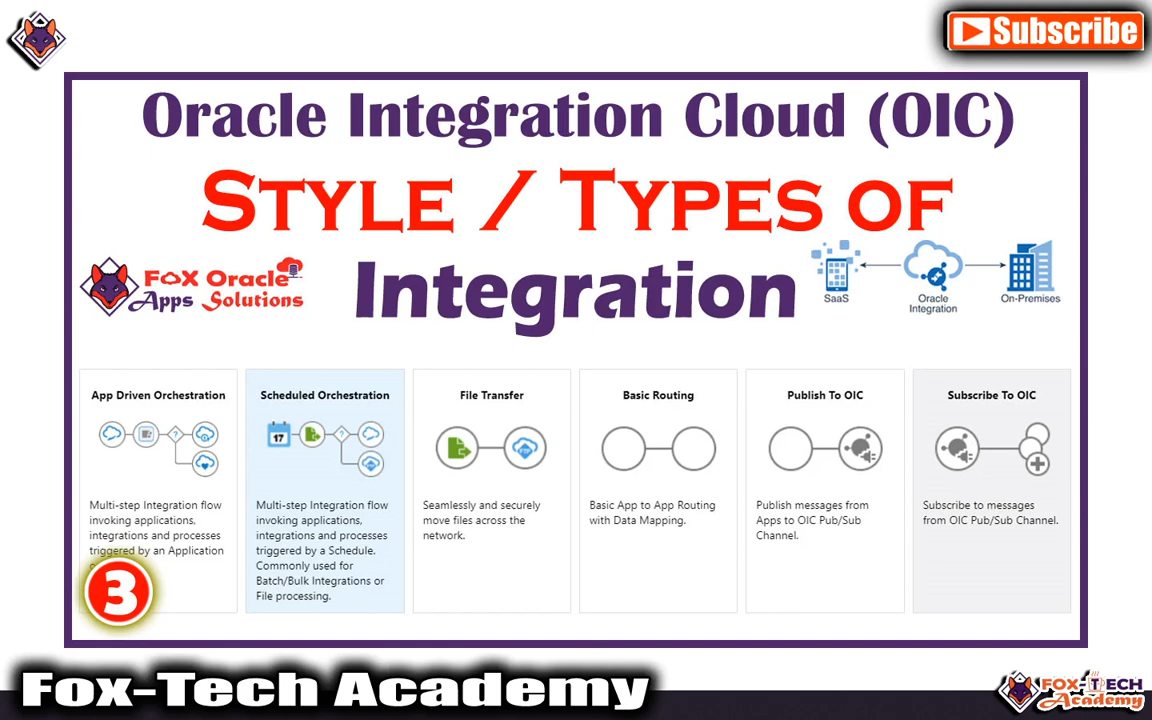 Subscribe
Oracle Integration Cloud (OIC)
STYLE / TYPES OF
Integration
Fox Oracle
Apps Solutions
SaaS
Oracle
Integration
On-Premises
App Driven Orchestration
Multi-step Integration flow
invoking applications,
integrations and processes
triggered by an Application
Scheduled Orchestration
17
Multi-step Integration flow
invoking applications,
integrations and processes
triggered by a Schedule.
Commonly used for
Batch/Bulk Integrations or
File processing.
File Transfer
FTP
Seamlessly and securely
move files across the
network.
Basic Routing
Basic App to App Routing
with Data Mapping.
Publish To OIC
Publish messages from
Apps to OIC Pub/Sub
Channel.
Subscribe To OIC
Subscribe to messages
from OIC Pub/Sub Channel.
3
Fox-Tech Academy
FOX-TECH
Academy